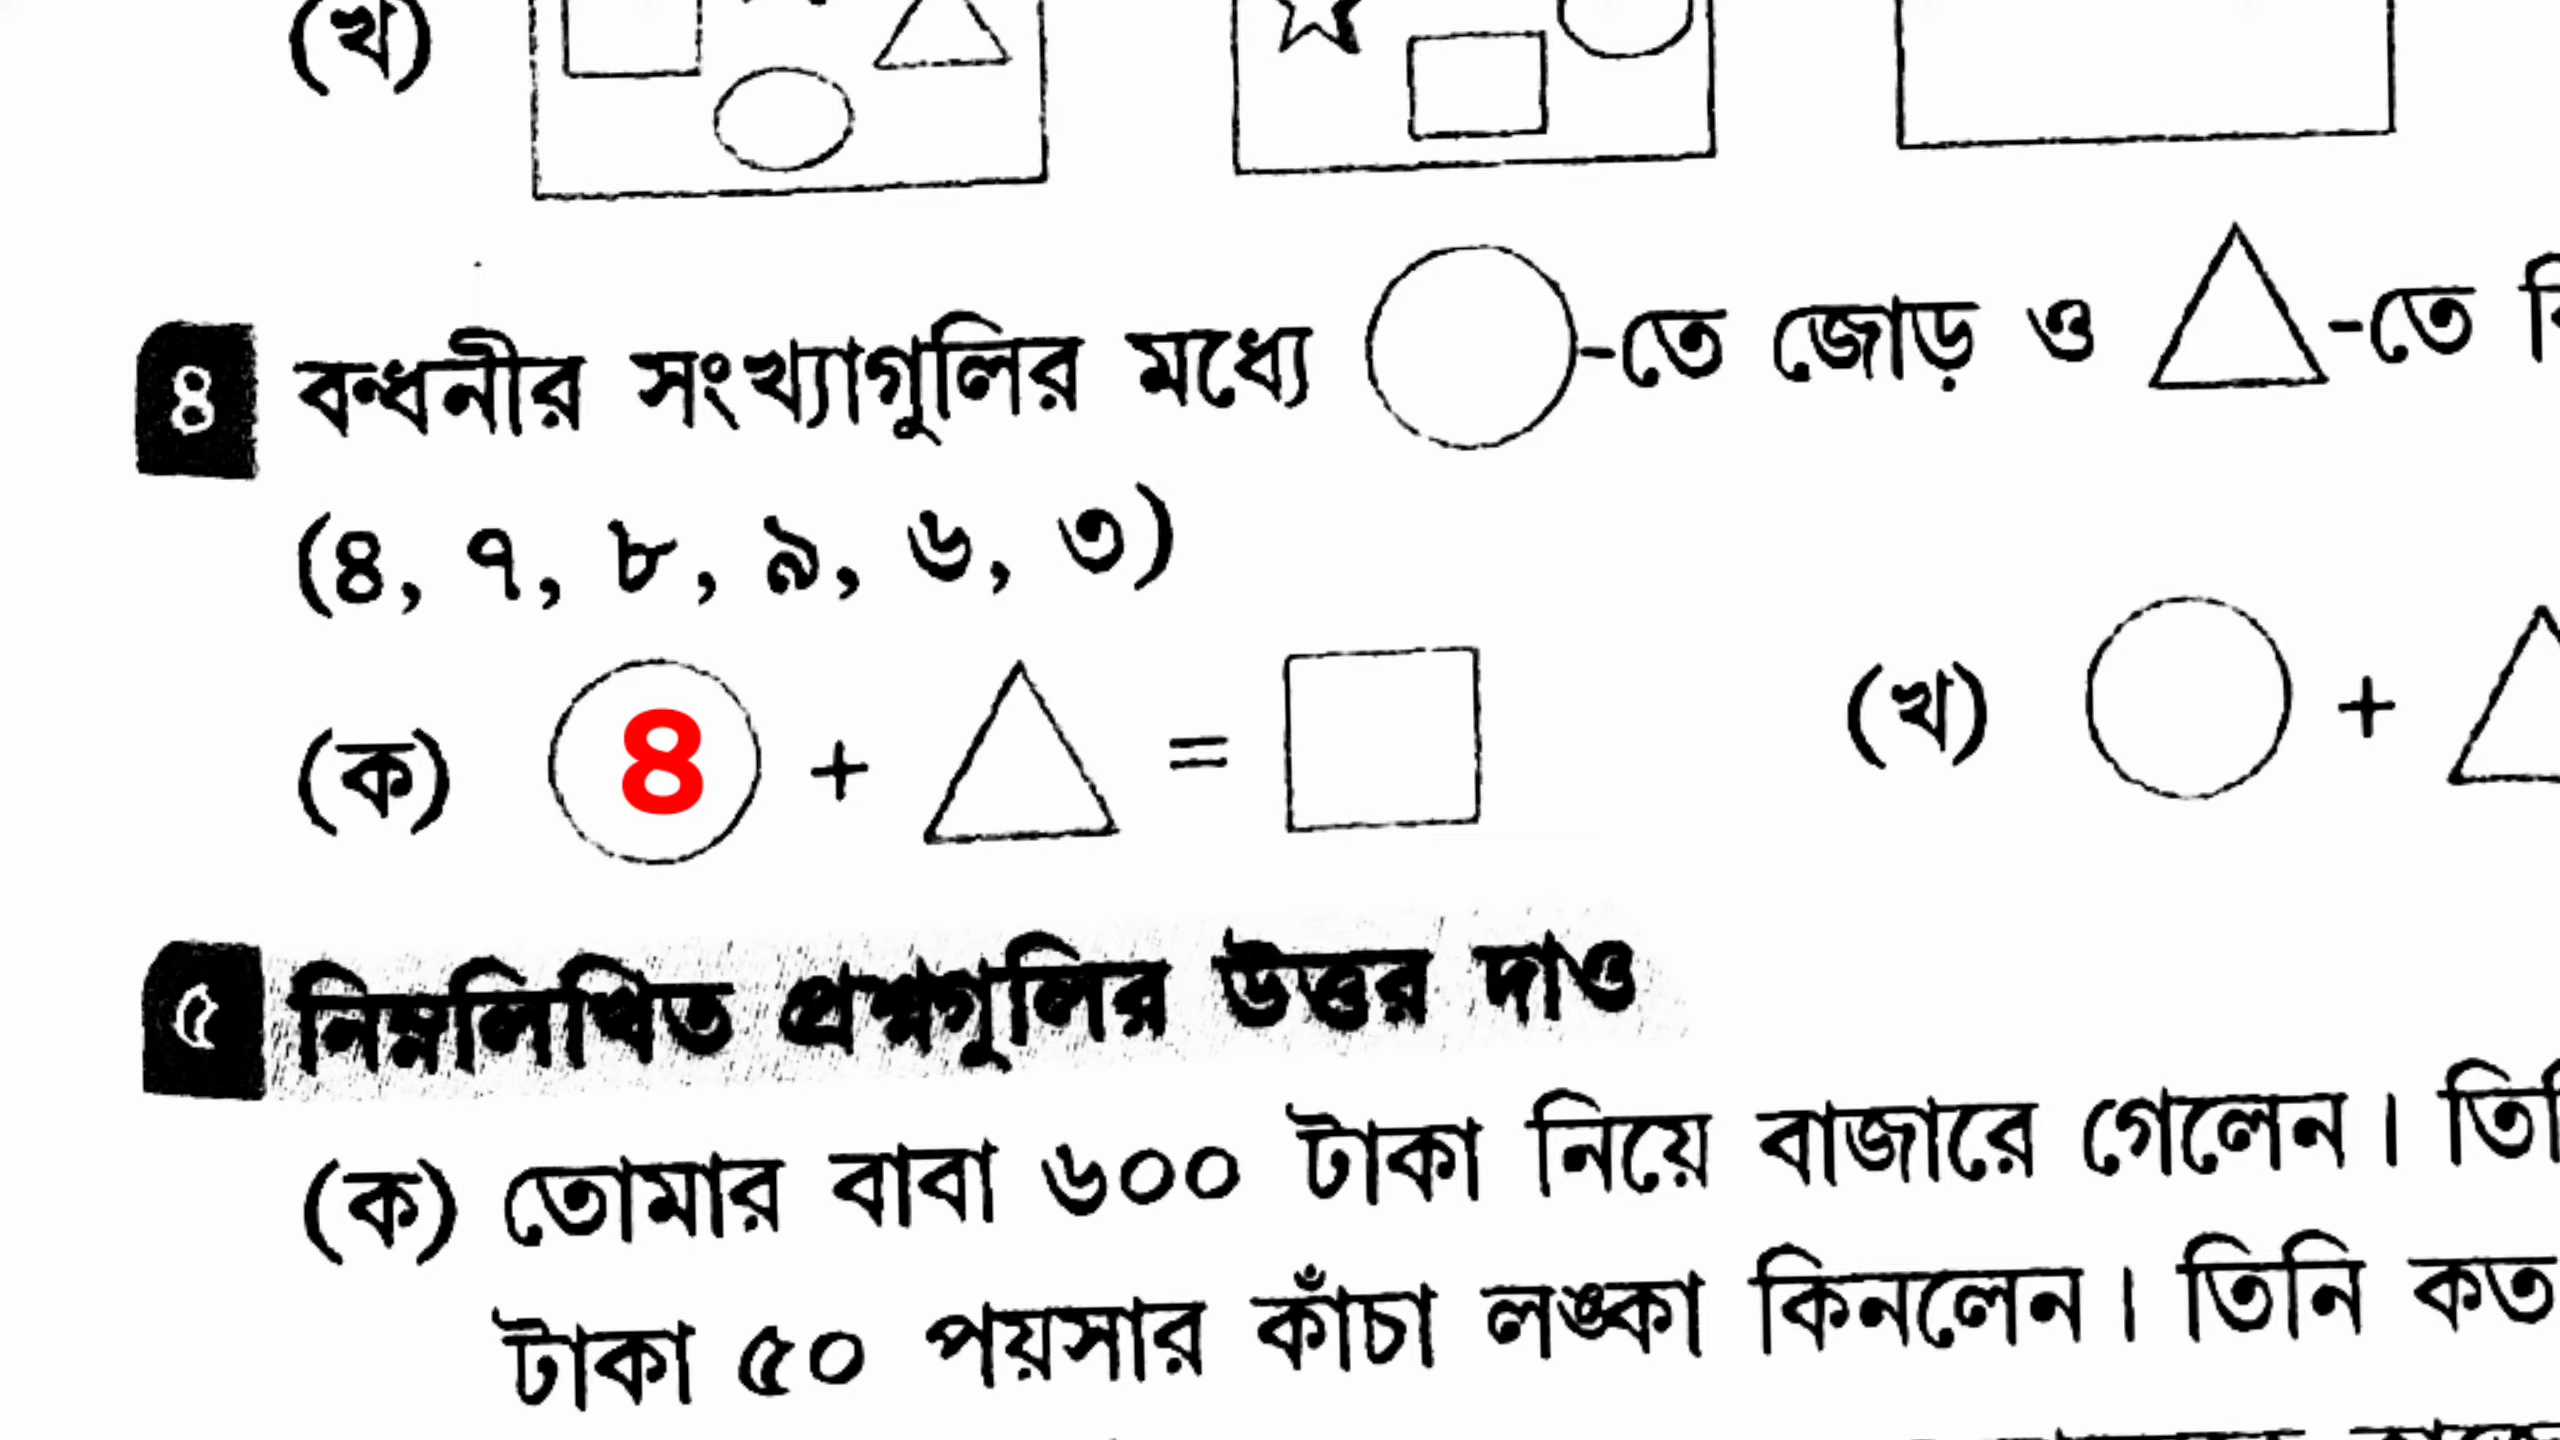 (খ)
৪ বন্ধনীর সংখ্যাগুলির মধ্যে -তে জোড় ও -তে
(৪, ৭, ৮, ৯, ৬, ৩)
(ক) ৪ + = (খ) +
৫ নিম্নলিখিত প্রশ্নগুলির উত্তর দাও
(ক) তোমার বাবা ৬০০ টাকা নিয়ে বাজারে গেলেন।
টাকা ৫০ পয়সার কাঁচা লঙ্কা কিনলেন। তিনি কত